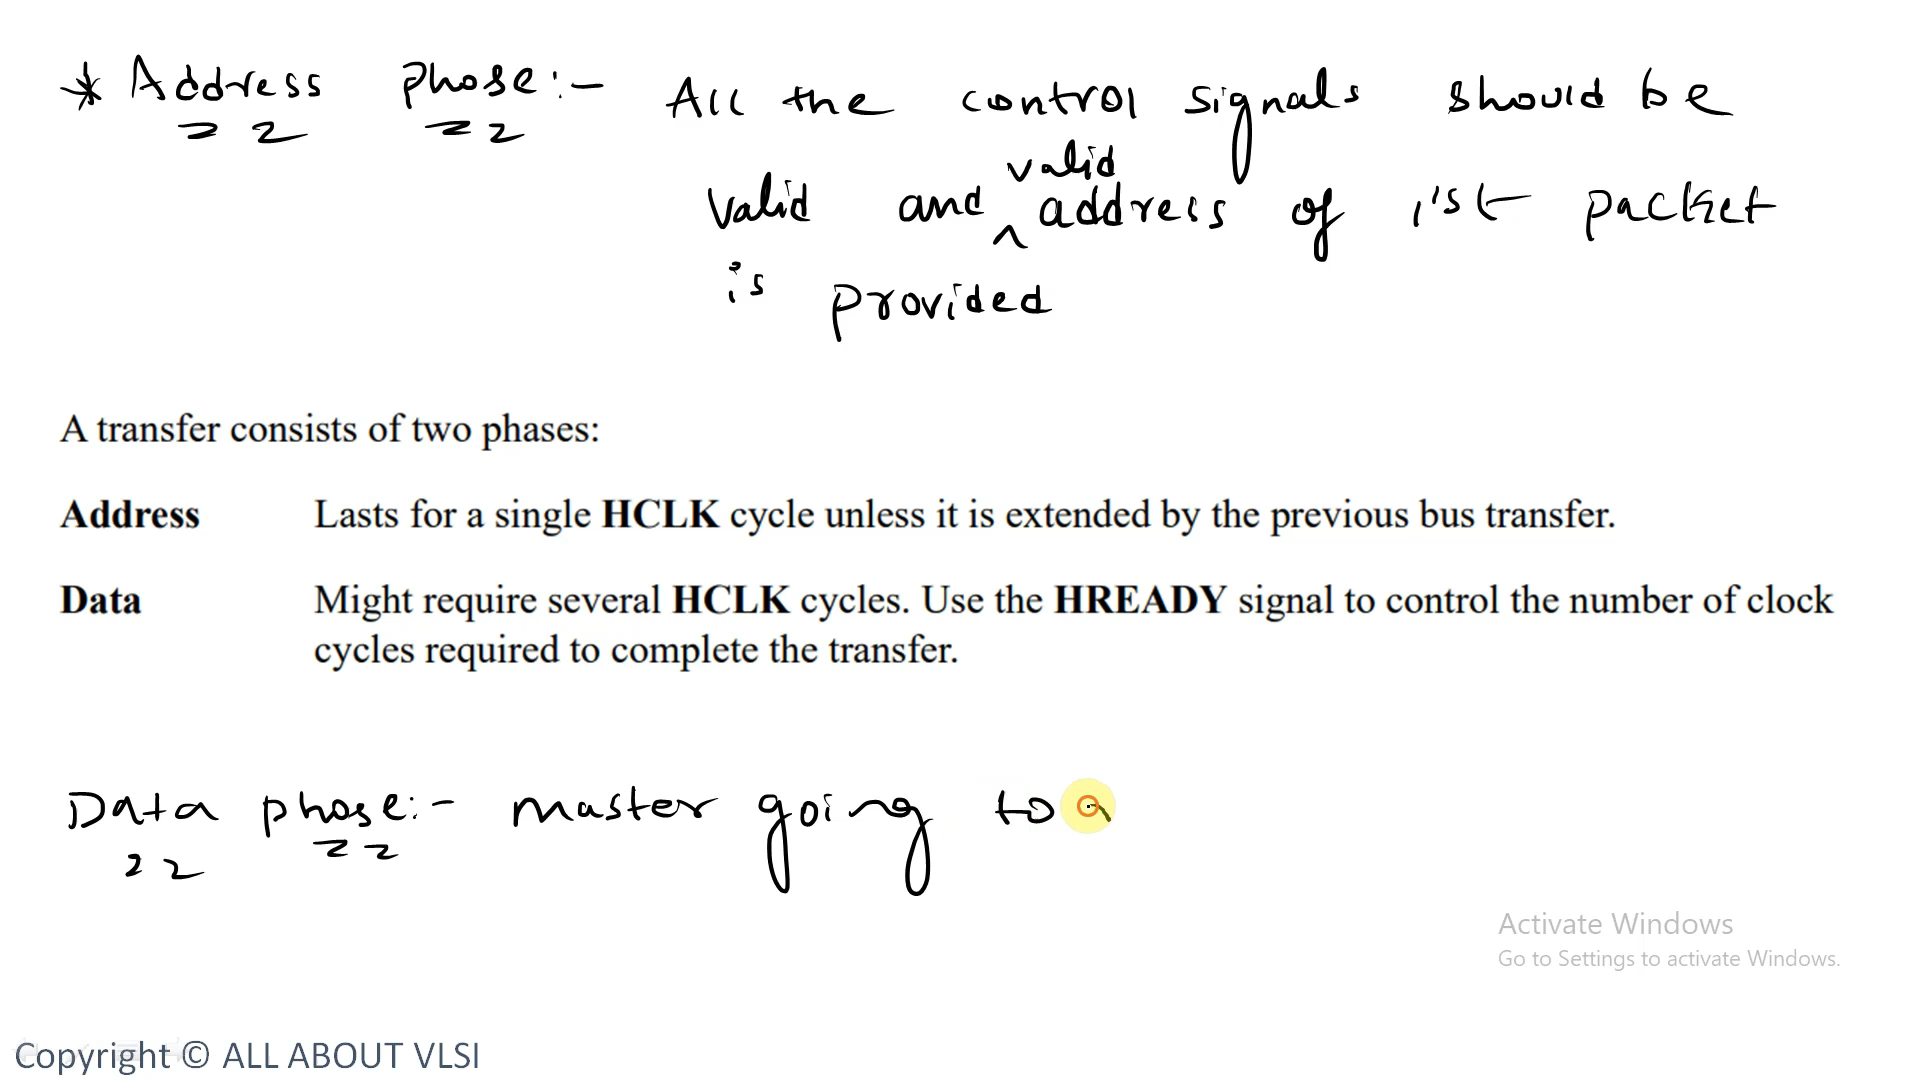 * Address phase:- All the control signals should be
valid
valid and ^ address of 1'st packet
is provided
A transfer consists of two phases:
Address Lasts for a single HCLK cycle unless it is extended by the previous bus transfer.
Data Might require several HCLK cycles. Use the HREADY signal to control the number of clock
cycles required to complete the transfer.
Data phase:- master going to
Activate Windows
Go to Settings to activate Windows.
Copyright © ALL ABOUT VLSI